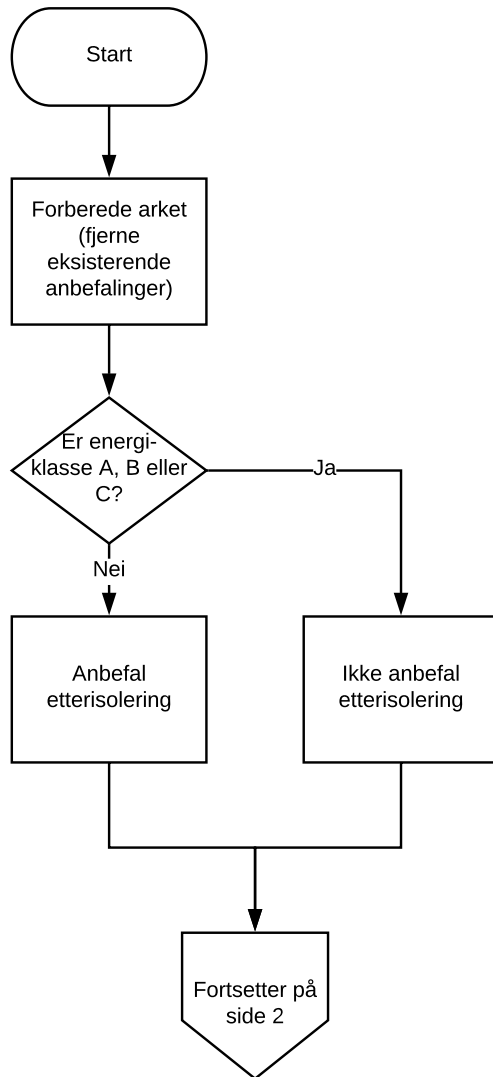 Start
Forberede arket
(fjerne
eksisterende
anbefalinger)
Er energi-
klasse A, B eller
C?
Ja
Nei
Anbefal
etterisolering
Ikke anbefal
etterisolering
Fortsetter på
side 2